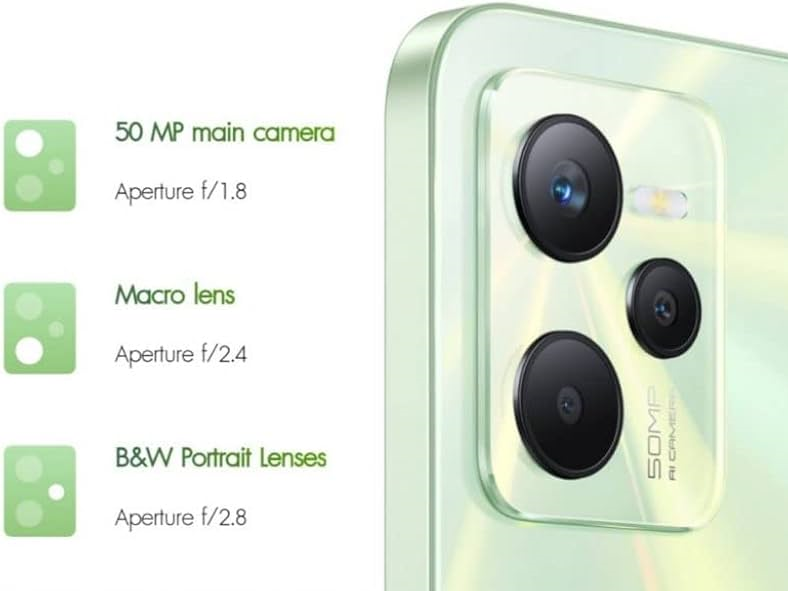 50 MP main camera
Aperture f/1.8
Macro lens
Aperture f/2.4
B&W Portrait Lenses
Aperture f/2.8
50MP
AI CAMERA